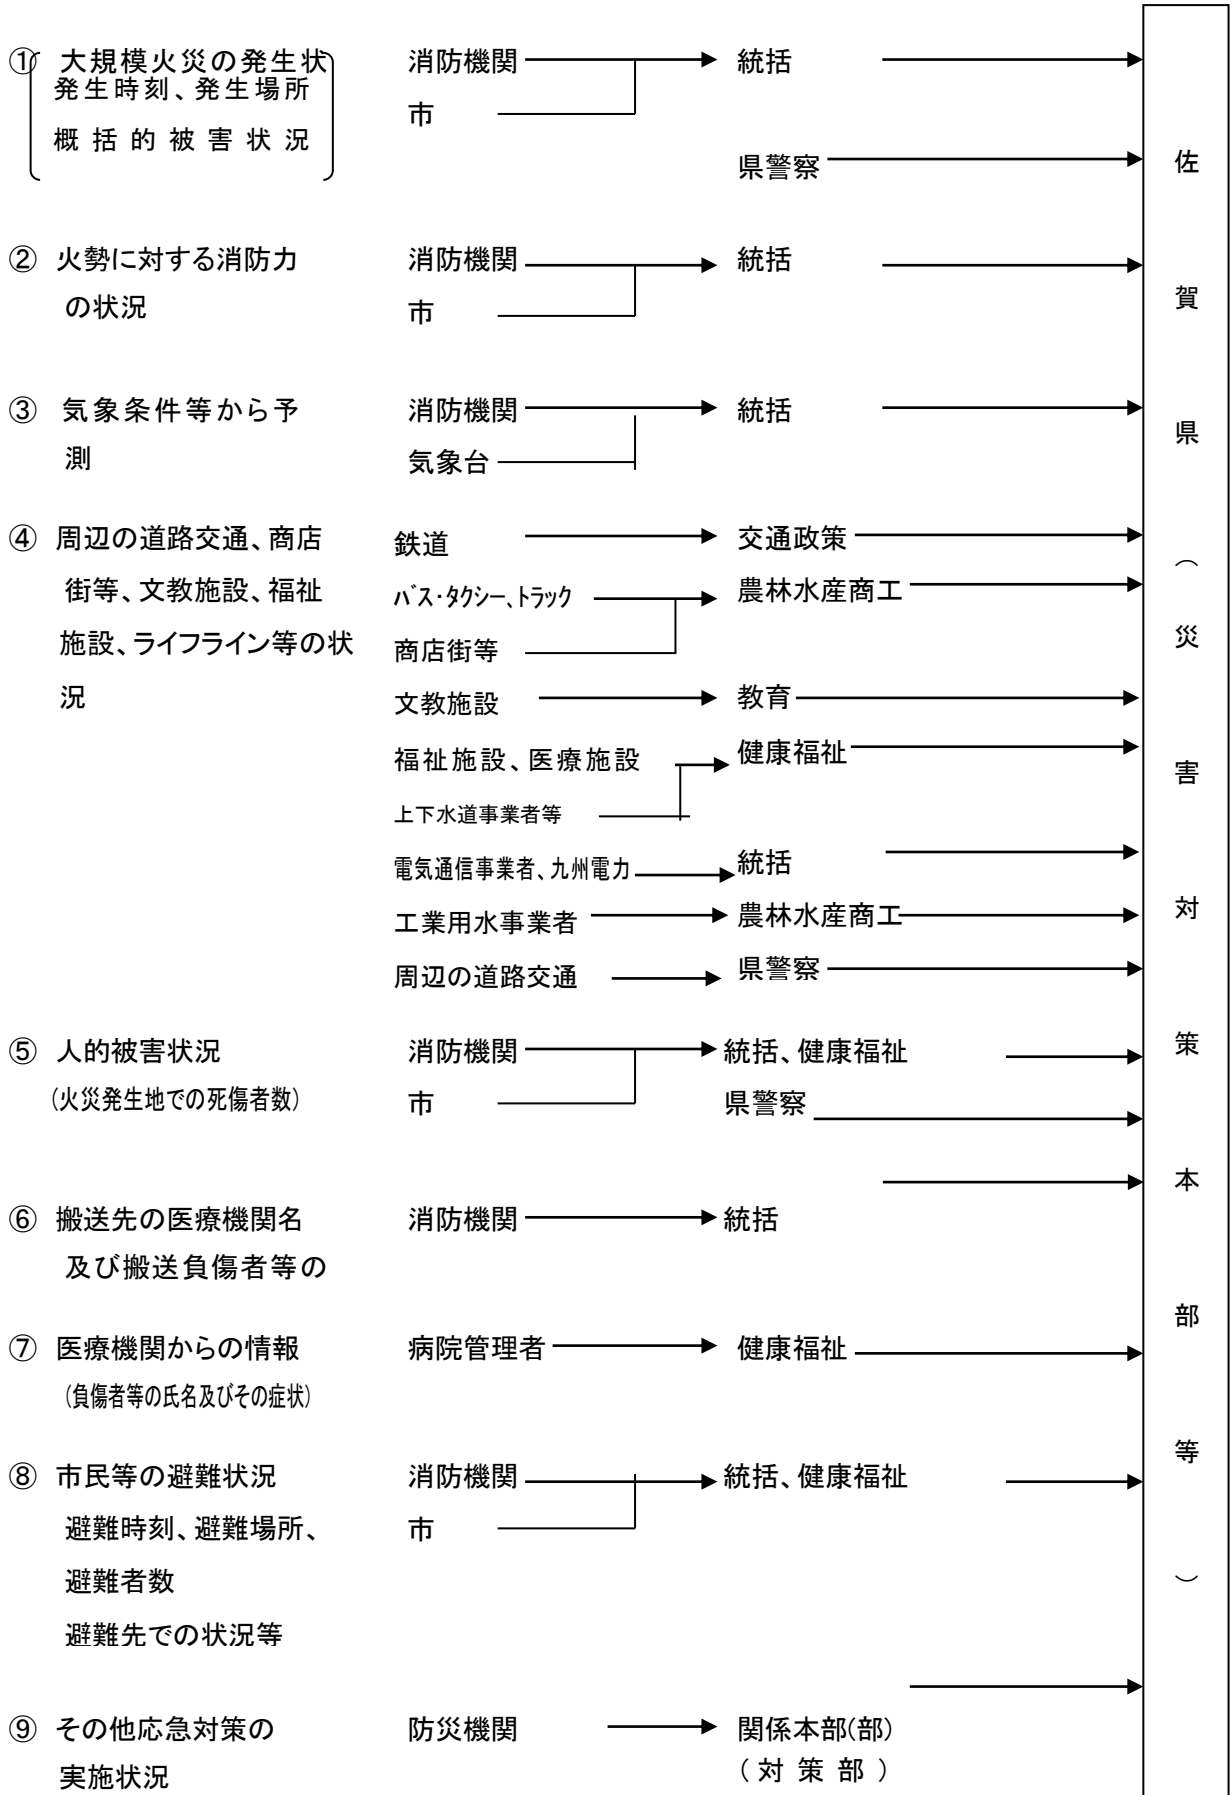 ① 大規模火災の発生状
発生時刻、発生場所
概括的被害状況
消防機関
市
統括
県警察
② 火勢に対する消防力
の状況
消防機関
市
統括
③ 気象条件等から予
測
消防機関
気象台
統括
④ 周辺の道路交通、商店
街等、文教施設、福祉
施設、ライフライン等の状
況
鉄道
交通政策
バス・タクシー、トラック
農林水産商工
商店街等
文教施設
教育
福祉施設、医療施設
健康福祉
上下水道事業者等
電気通信事業者、九州電力
統括
工業用水事業者
農林水産商工
周辺の道路交通
県警察
⑤ 人的被害状況
(火災発生地での死傷者数)
消防機関
市
統括、健康福祉
県警察
⑥ 搬送先の医療機関名
及び搬送負傷者等の
消防機関
統括
⑦ 医療機関からの情報
(負傷者等の氏名及びその症状)
病院管理者
健康福祉
⑧ 市民等の避難状況
避難時刻、避難場所、
避難者数
避難先での状況等
消防機関
市
統括、健康福祉
⑨ その他応急対策の
実施状況
防災機関
関係本部(部)
(対策部)
佐賀県(災害対策本部等)